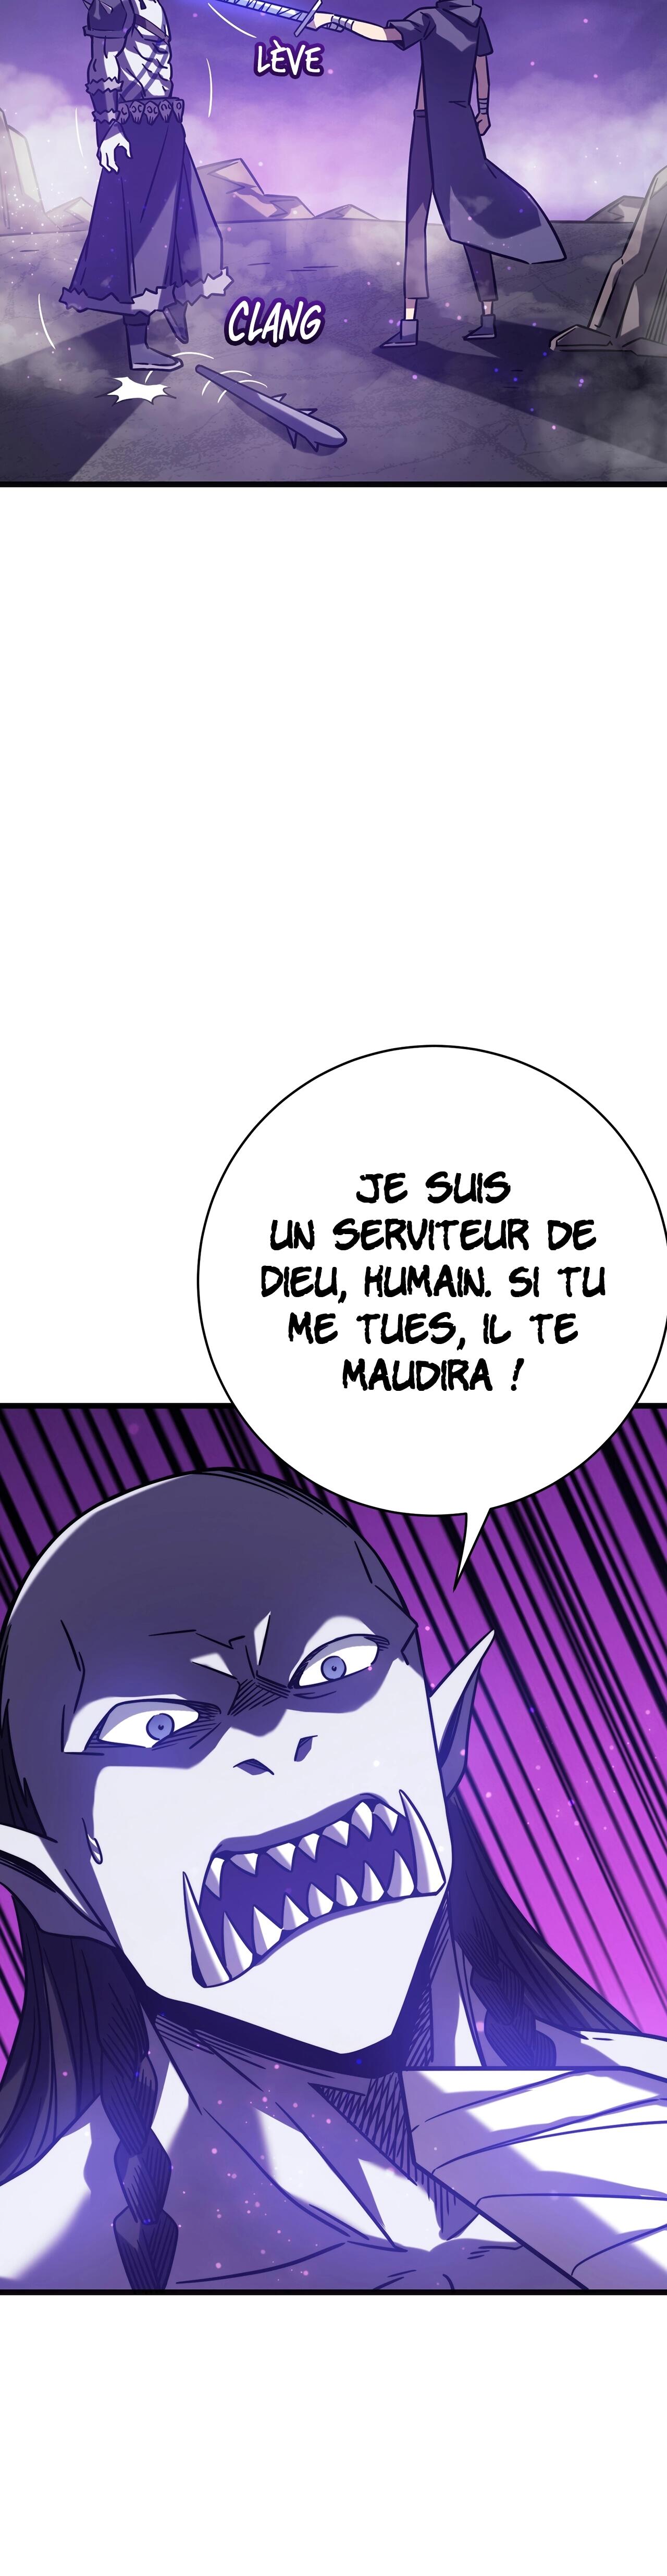 LÈVE
CLANG
JE SUIS
UN SERVITEUR DE
DIEU, HUMAIN. SI TU
ME TUES, IL TE
MAUDIRA !